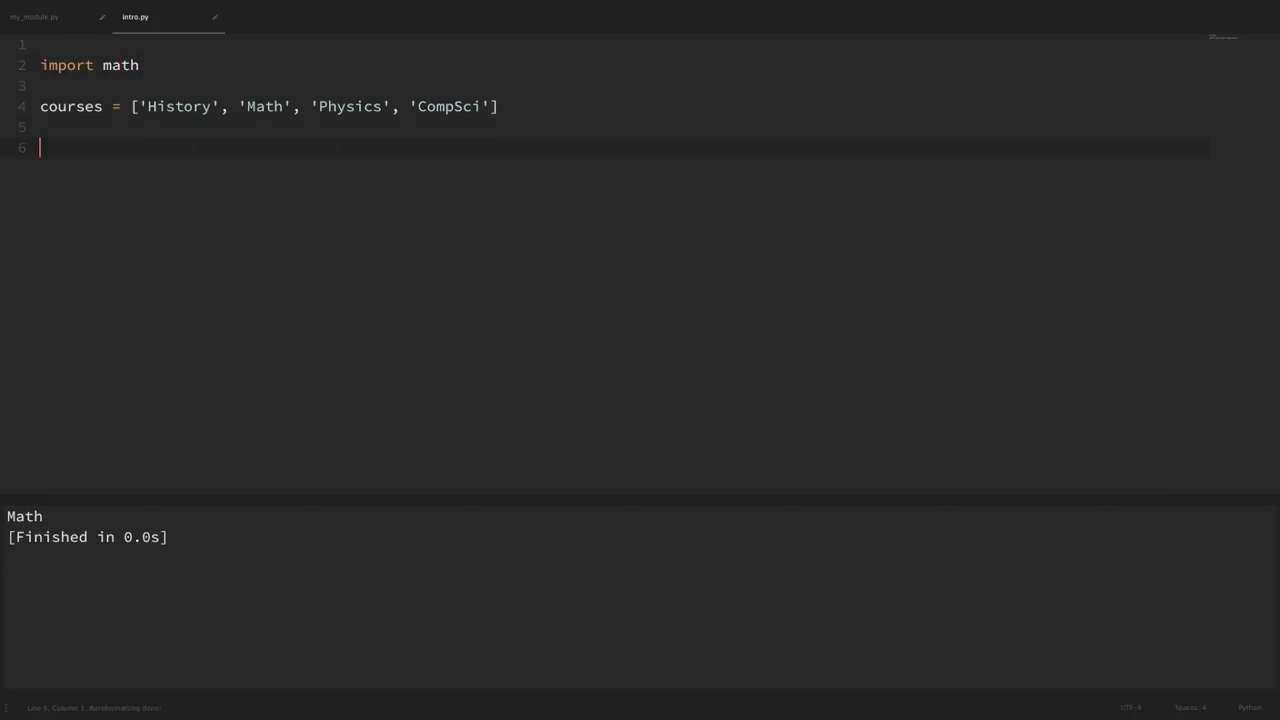 my_module.py
intro.py
1
2 import math
3
4 courses = ['History', 'Math', 'Physics', 'CompSci']
5
6
Math
[Finished in 0.0s]
Line 5, Column 1, Autoformatting done!
UTF-8
Spaces: 4
Python